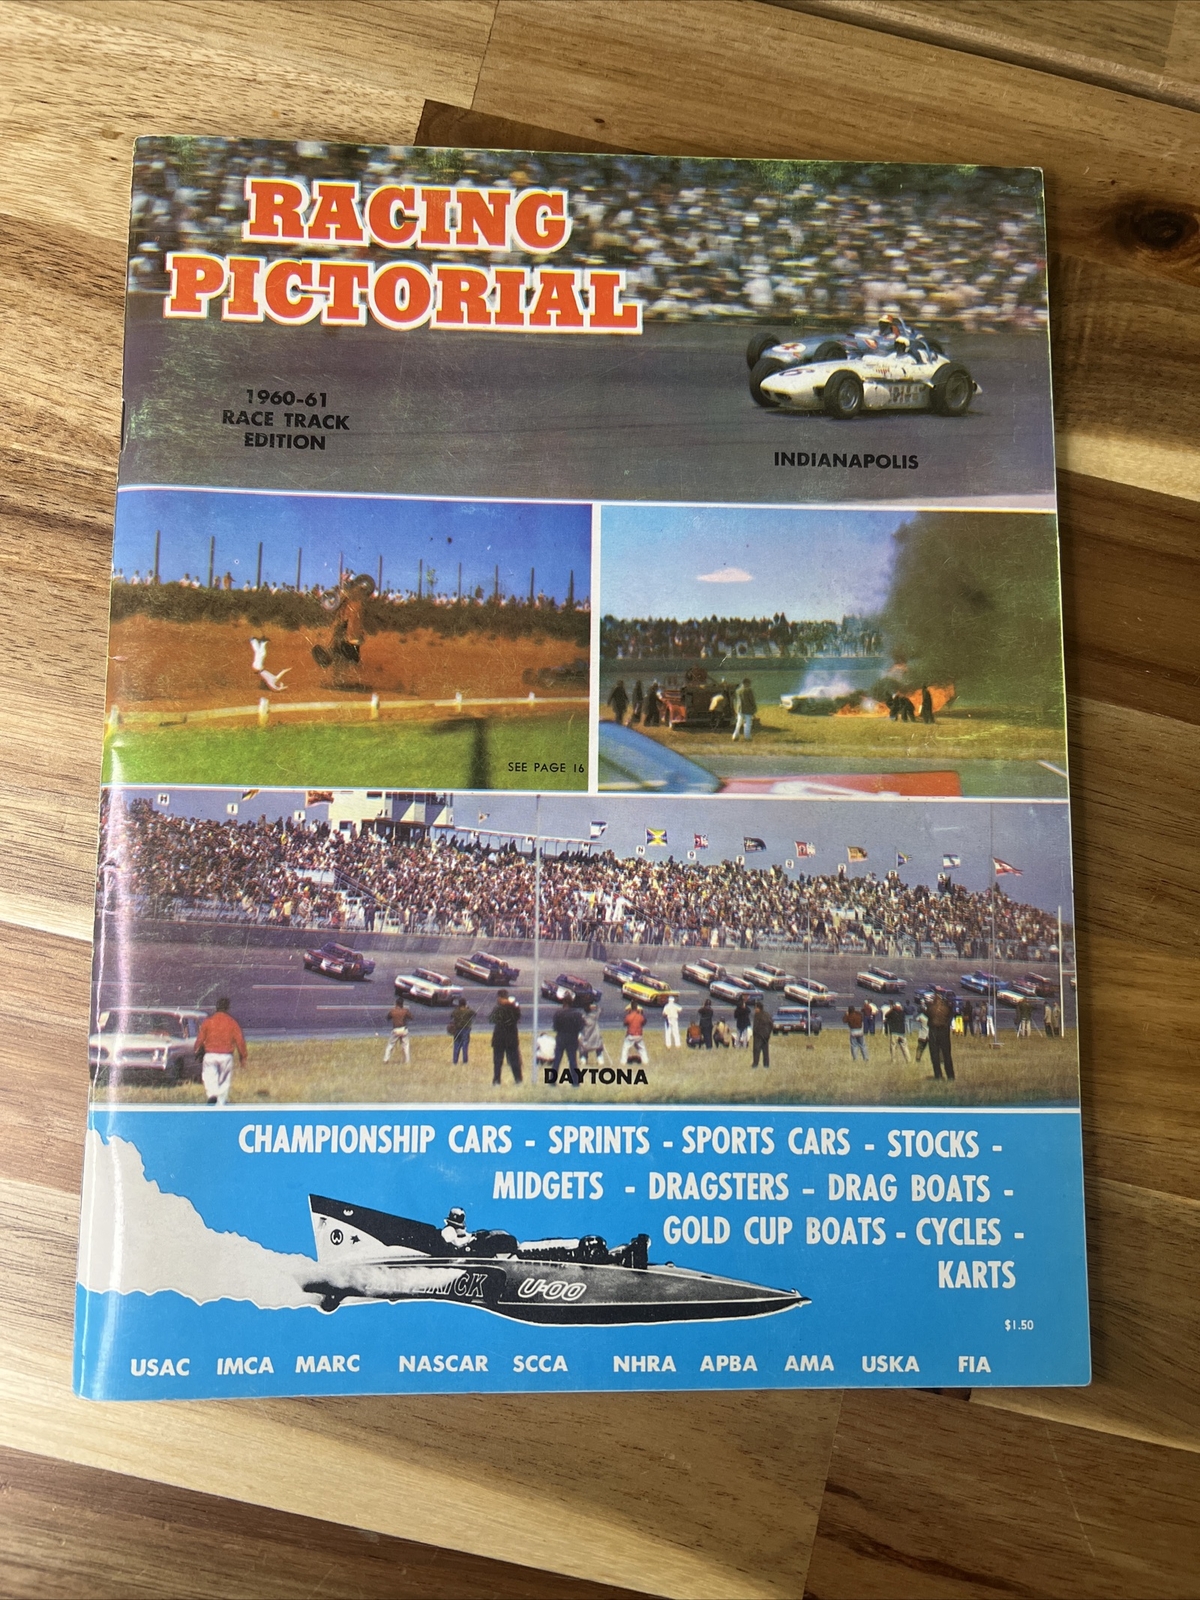 RACING
PICTORIAL
1960-61
RACE TRACK
EDITION
INDIANAPOLIS
SEE PAGE 16
DAYTONA
CHAMPIONSHIP CARS - SPRINTS - SPORTS CARS - STOCKS -
MIDGETS - DRAGSTERS - DRAG BOATS -
GOLD CUP BOATS - CYCLES -
KARTS
U-00
$1.50
USAC IMCA MARC NASCAR SCCA NHRA APBA AMA USKA FIA